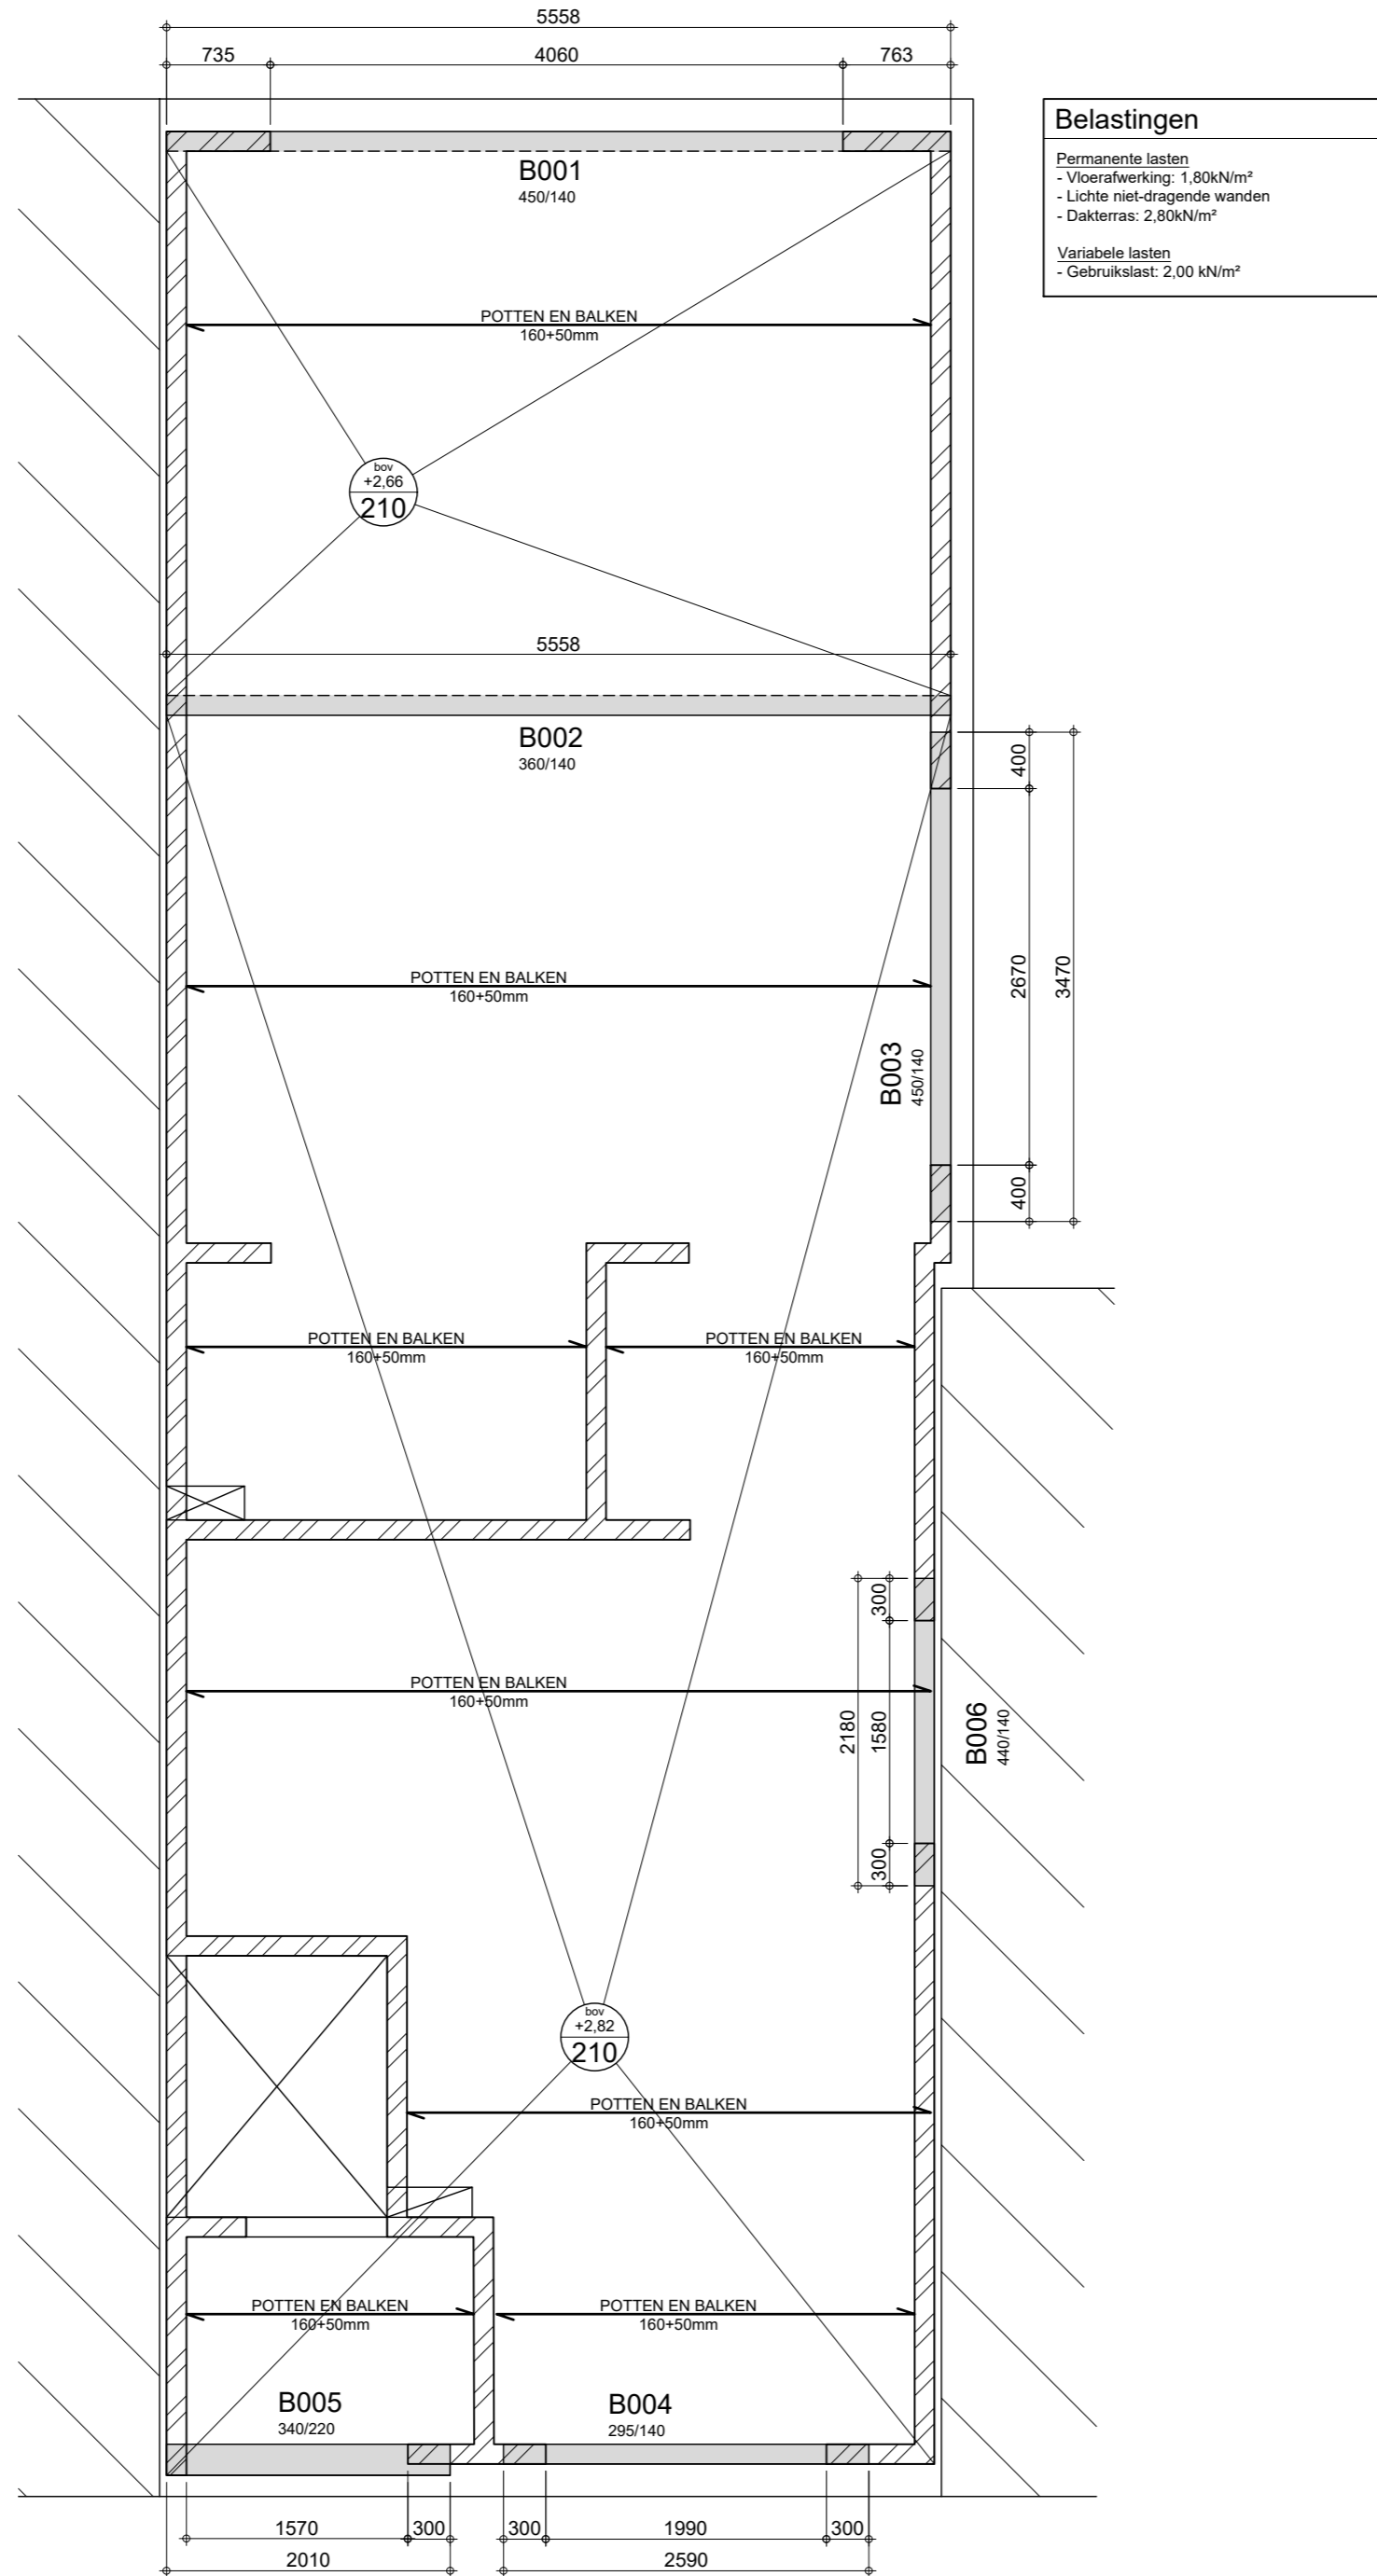 5558
735
4060
763
Belastingen
Permanente lasten
- Vloerafwerking: 1,80kN/m²
- Lichte niet-dragende wanden
- Dakterras: 2,80kN/m²
Variabele lasten
- Gebruikslast: 2,00 kN/m²
B001
450/140
POTTEN EN BALKEN
160+50mm
bov
+2,66
210
5558
B002
360/140
400
2670
3470
400
POTTEN EN BALKEN
160+50mm
B003
450/140
POTTEN EN BALKEN
160+50mm
POTTEN EN BALKEN
160+50mm
300
1580
2180
300
POTTEN EN BALKEN
160+50mm
B006
440/140
bov
+2,82
210
POTTEN EN BALKEN
160+50mm
POTTEN EN BALKEN
160+50mm
POTTEN EN BALKEN
160+50mm
B005
340/220
B004
295/140
1570
300
300
1990
300
2010
2590